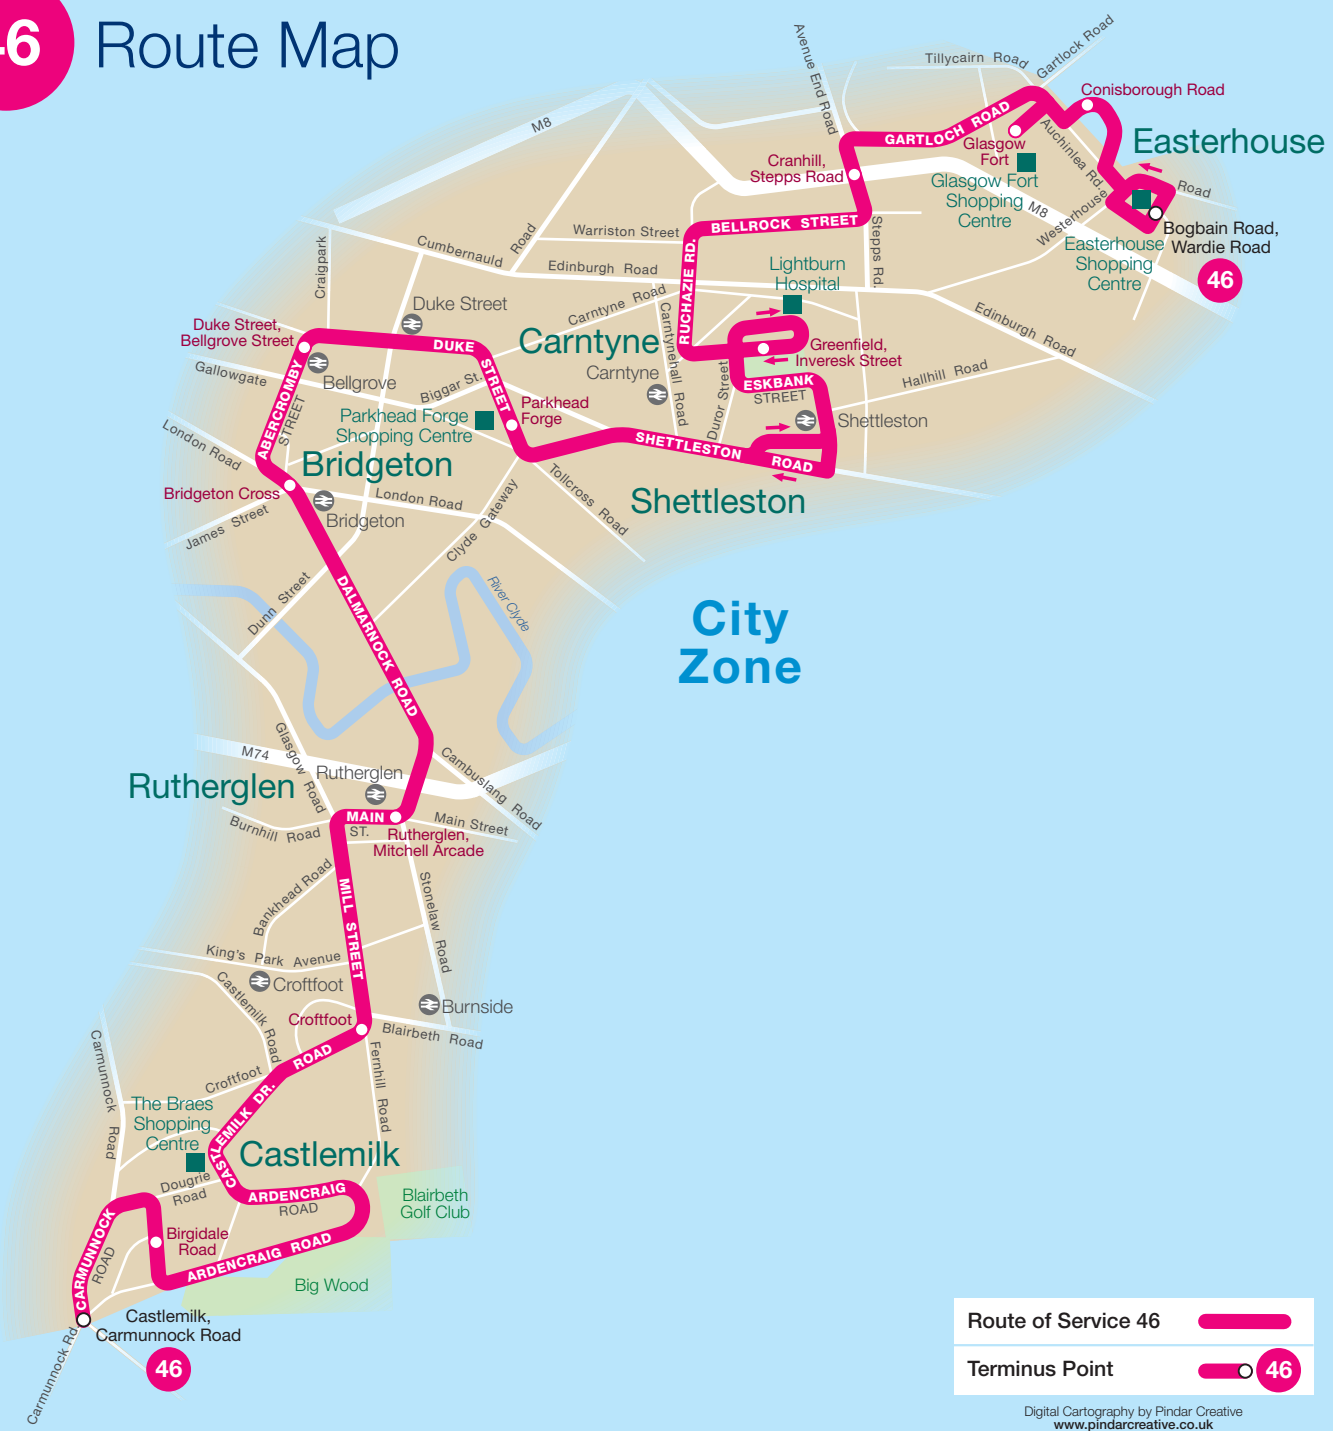 46
Route Map
Avenue End Road
Tillycairn Road
Gartlock Road
Conisborough Road
M8
GARTLOCH ROAD
Glasgow
Fort
Auchinlea Rd.
Easterhouse
Cranhill,
Stepps Road
Glasgow Fort
Shopping
Centre
M8
Westerhouse
Road
Bogbain Road,
Wardie Road
46
Easterhouse
Shopping
Centre
BELLROCK STREET
Warriston Street
Stepps Rd.
Craigpark
Cumbernauld Road
Edinburgh Road
RUCHAZIE RD.
Lightburn
Hospital
Edinburgh Road
Duke Street
Carntyne Road
Duke Street,
Bellgrove Street
DUKE
STREET
Carntyne
Carntyne
Carntynehall Road
Greenfield,
Inveresk Street
Hallhill Road
Gallowgate
Bellgrove
Biggar St.
ESKBANK
STREET
Duror Street
ABERCROMBY
STREET
Parkhead Forge
Shopping Centre
Parkhead
Forge
Shettleston
London Road
SHETTLESTON ROAD
Bridgeton
Shettleston
Bridgeton Cross
London Road
Bridgeton
James Street
Tollcross Road
Clyde Gateway
Dunn Street
DALMARNOCK ROAD
River Clyde
City
Zone
M74
Glasgow Road
Rutherglen
Rutherglen
Cambuslang Road
Burnhill Road
MAIN
ST.
Main Street
Rutherglen,
Mitchell Arcade
Bankhead Road
MILL STREET
Stonelaw Road
King's Park Avenue
Croftfoot
Castlemilk Road
Burnside
Croftfoot
Blairbeth Road
Carmunnock Road
ROAD
Croftfoot
Fernhill Road
CASTLEMILK DR.
The Braes
Shopping
Centre
Castlemilk
Dougrie
Road
ARDENCRAIG
ROAD
Blairbeth
Golf Club
Birgidale
Road
ARDENCRAIG ROAD
CARMUNNOCK
ROAD
Big Wood
Castlemilk,
Carmunnock Road
46
Carmunnock Rd.
Route of Service 46
Terminus Point
46
Digital Cartography by Pindar Creative
www.pindarcreative.co.uk